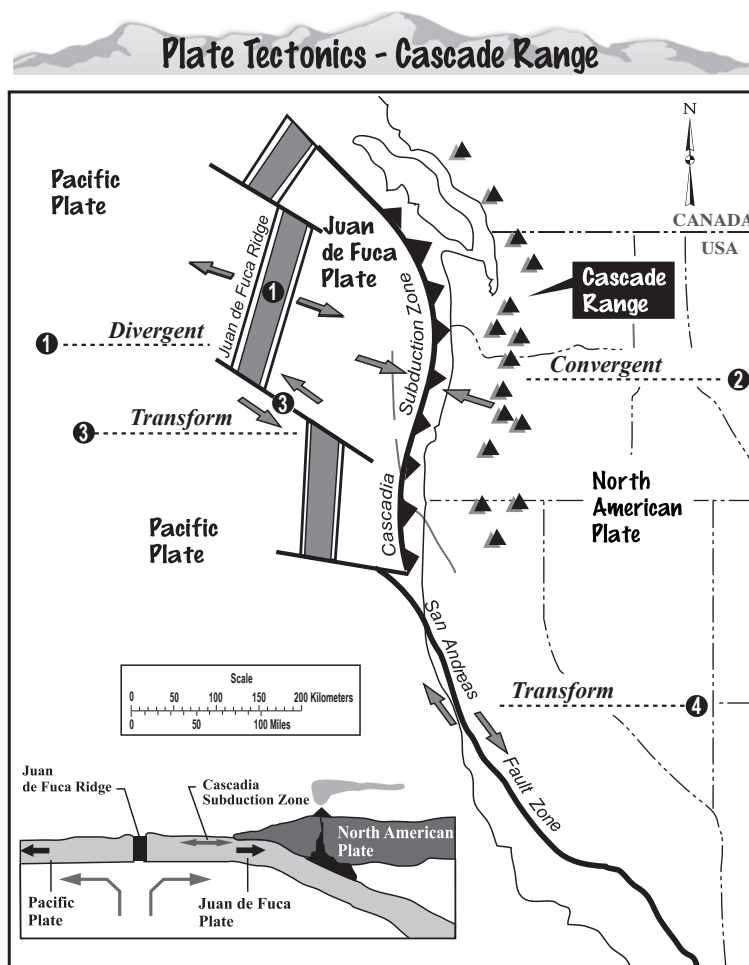 Plate Tectonics - Cascade Range
N
Pacific
Plate
CANADA
USA
Juan
de Fuca
Plate
Juan de Fuca Ridge
Cascade
Range
1
Subduction Zone
1 Divergent
Convergent
2
3
3 Transform
Cascadia
North
American
Plate
Pacific
Plate
San Andreas
Fault Zone
Transform
4
Scale
0 50 100 150 200 Kilometers
0 50 100 Miles
Juan
de Fuca Ridge
Cascadia
Subduction Zone
North American
Plate
Pacific
Plate
Juan de Fuca
Plate